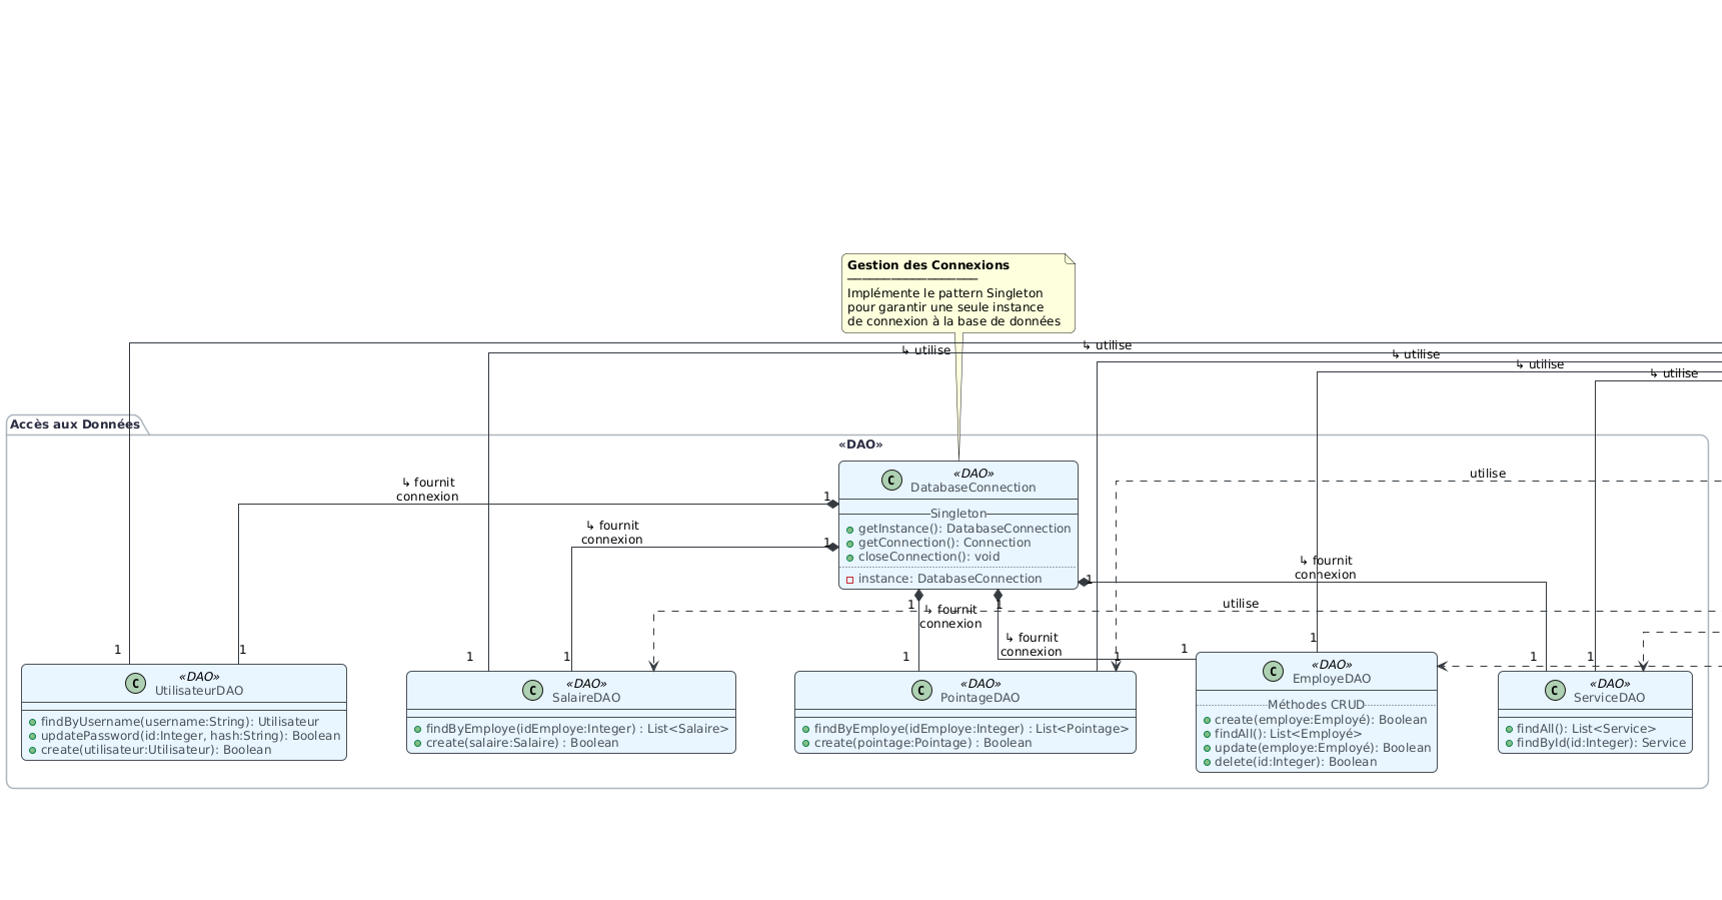 Gestion des Connexions
Implémente le pattern Singleton
pour garantir une seule instance
de connexion à la base de données
↳ utilise
↳ utilise
↳ utilise
↳ utilise
↳ utilise
Accès aux Données
«DAO»
«DAO»
C
DatabaseConnection
Singleton
getInstance(): DatabaseConnection
getConnection(): Connection
closeConnection(): void
instance: DatabaseConnection
utilise
↳ fournit
connexion
1
↳ fournit
connexion
1
↳ fournit
connexion
1
utilise
1
↳ fournit
connexion
1
↳ fournit
connexion
1
1
1
1
1
1
1
1
1
1
1
«DAO»
C
UtilisateurDAO
findByUsername(username:String): Utilisateur
updatePassword(id:Integer, hash:String): Boolean
create(utilisateur:Utilisateur): Boolean
«DAO»
C
SalaireDAO
findByEmploye(idEmploye:Integer) : List<Salaire>
create(salaire:Salaire) : Boolean
«DAO»
C
PointageDAO
findByEmploye(idEmploye:Integer) : List<Pointage>
create(pointage:Pointage) : Boolean
«DAO»
C
EmployeDAO
Méthodes CRUD
create(employe:Employé): Boolean
findAll(): List<Employé>
update(employe:Employé): Boolean
delete(id:Integer): Boolean
«DAO»
C
ServiceDAO
findAll(): List<Service>
findById(id:Integer): Service